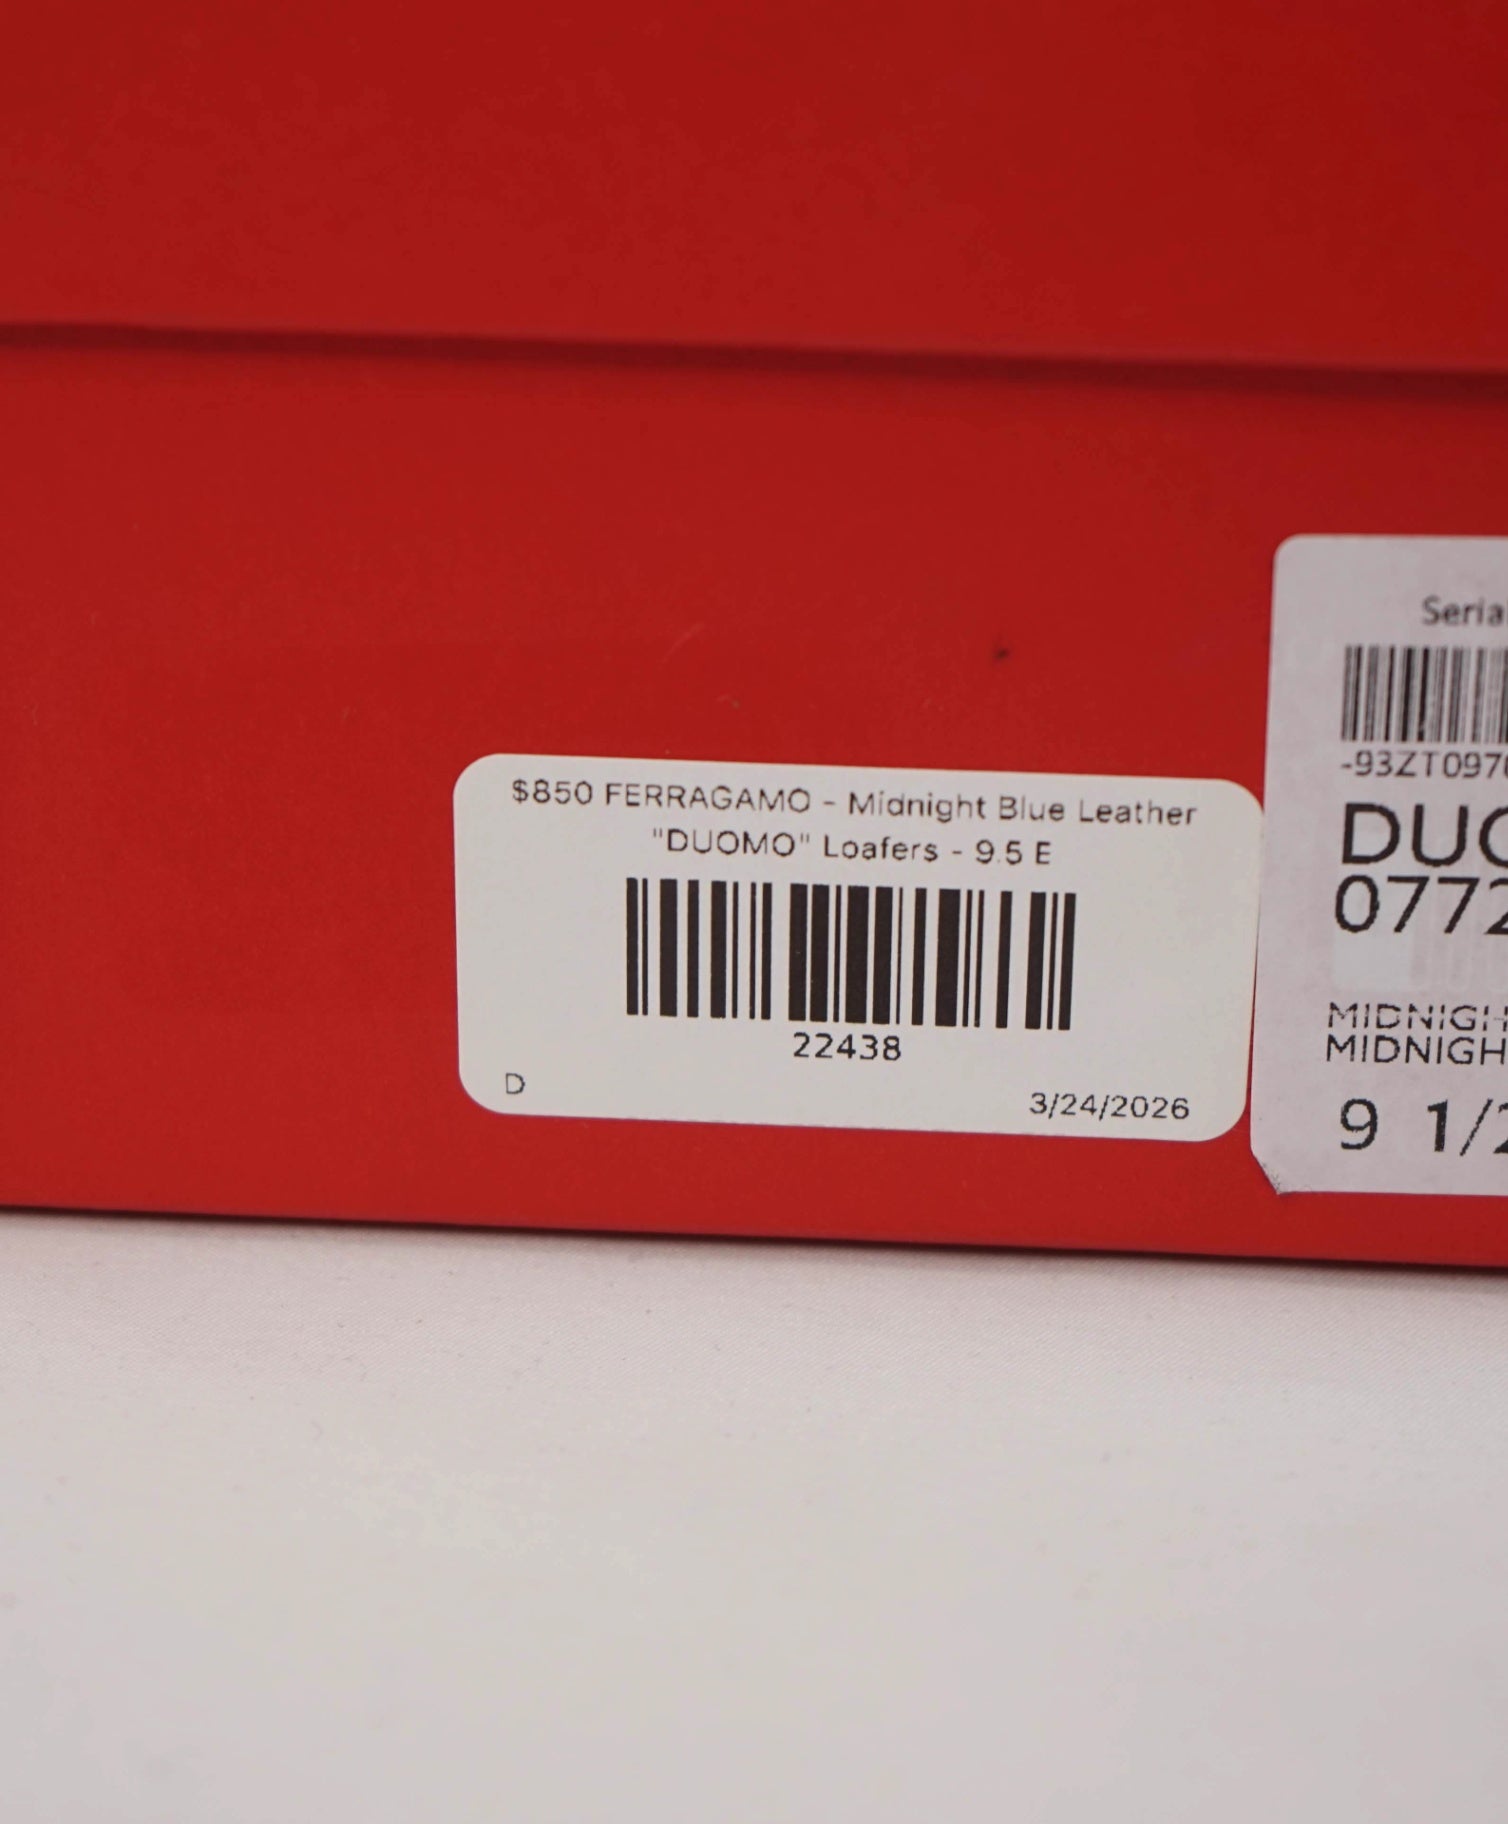 $850 FERRAGAMO - Midnight Blue Leather
"DUOMO" Loafers - 9.5 E
22438
D
3/24/2026
Seria
-93ZT097
DUO
0772
MIDNIGH
MIDNIGH
9 1/2